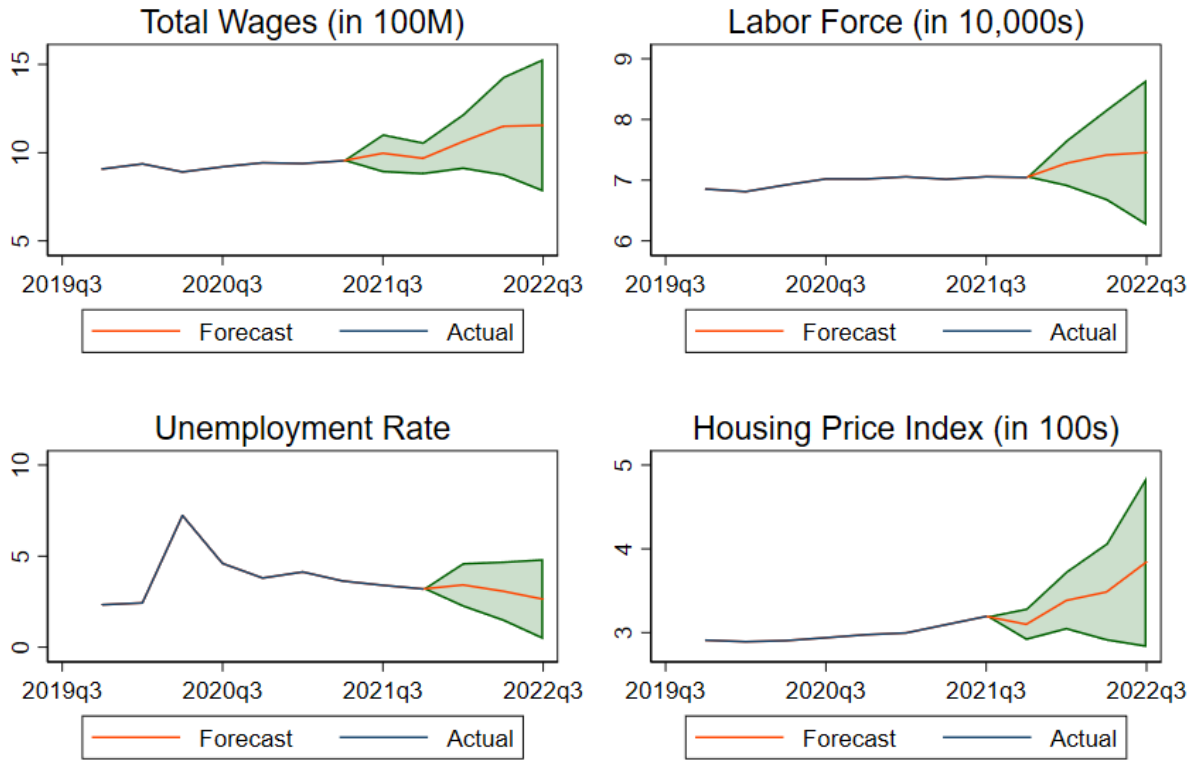 Total Wages (in 100M)
15
10
5
2019q3 2020q3 2021q3 2022q3
Forecast Actual
Labor Force (in 10,000s)
9
8
7
6
2019q3 2020q3 2021q3 2022q3
Forecast Actual
Unemployment Rate
10
5
0
2019q3 2020q3 2021q3 2022q3
Forecast Actual
Housing Price Index (in 100s)
5
4
3
2019q3 2020q3 2021q3 2022q3
Forecast Actual